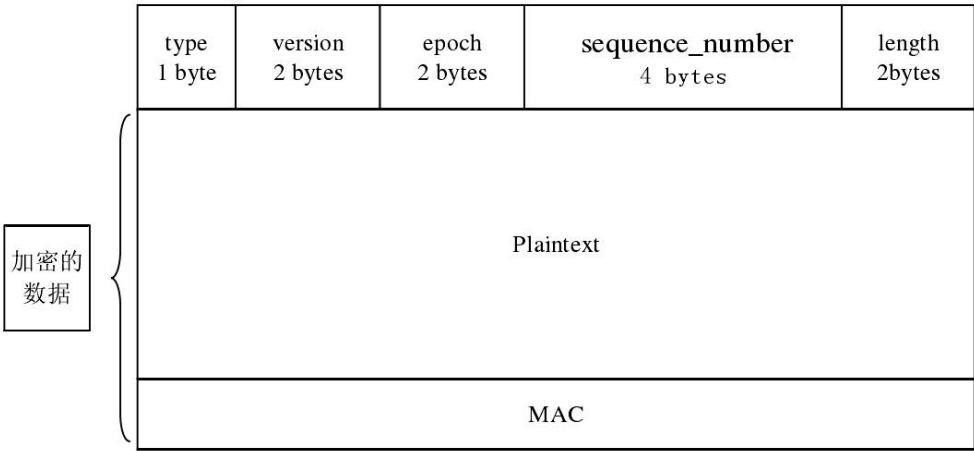 type
1 byte
version
2 bytes
epoch
2 bytes
sequence_number
4 bytes
length
2bytes
加密的
数据
Plaintext
MAC